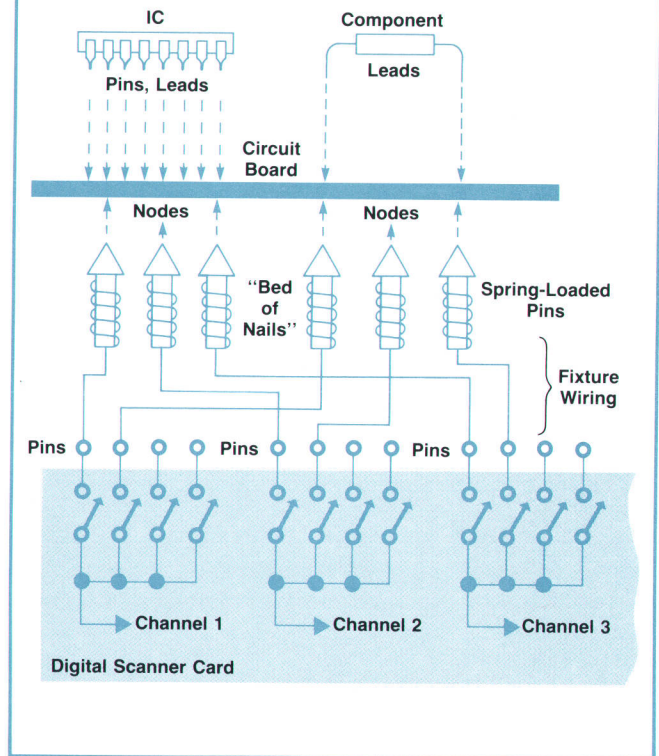 IC
Component
Pins, Leads
Leads
Circuit
Board
Nodes
Nodes
"Bed
of
Nails"
Spring-Loaded
Pins
Fixture
Wiring
Pins
Pins
Pins
Channel 1
Channel 2
Channel 3
Digital Scanner Card